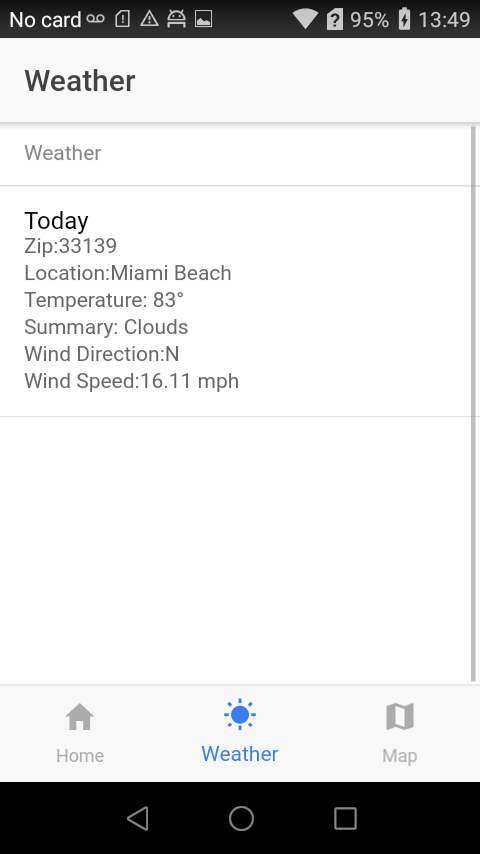 No card 95% 13:49
Weather
Weather
Today
Zip:33139
Location:Miami Beach
Temperature: 83°
Summary: Clouds
Wind Direction:N
Wind Speed:16.11 mph
Home Weather Map